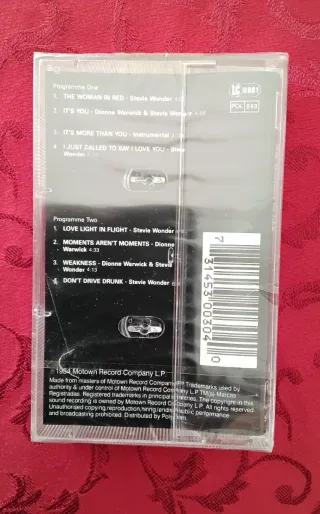 Programme One
1. THE WOMAN IN RED - Stevie Wonder
2. IT'S YOU - Dionne Warwick & Stevie Wonder
3. IT'S MORE THAN YOU - Instrumental
4. I JUST CALLED TO SAY I LOVE YOU - Stevie
Wonder
LC
Programme Two
1. LOVE LIGHT IN FLIGHT - Stevie Wonder
2. MOMENTS AREN'T MOMENTS - Dionne
Warwick 4:33
3. WEAKNESS - Dionne Warwick & Stevie
Wonder 4:13
4. DON'T DRIVE DRUNK - Stevie Wonder
7 31453 00304 0
1984 Motown Record Company L.P.
Made from masters of Motown Record Company. Trademarks used by
authority & under control of Motown Record Company L.P. TM(s) Marcas
Registradas. Registered trademarks in principal countries. The copyright in this
sound recording is owned by Motown Record Company L.P. All rights reserved.
Unauthorised copying, reproduction, hiring, lending, public performance
and broadcasting prohibited. Distributed by PolyGram.